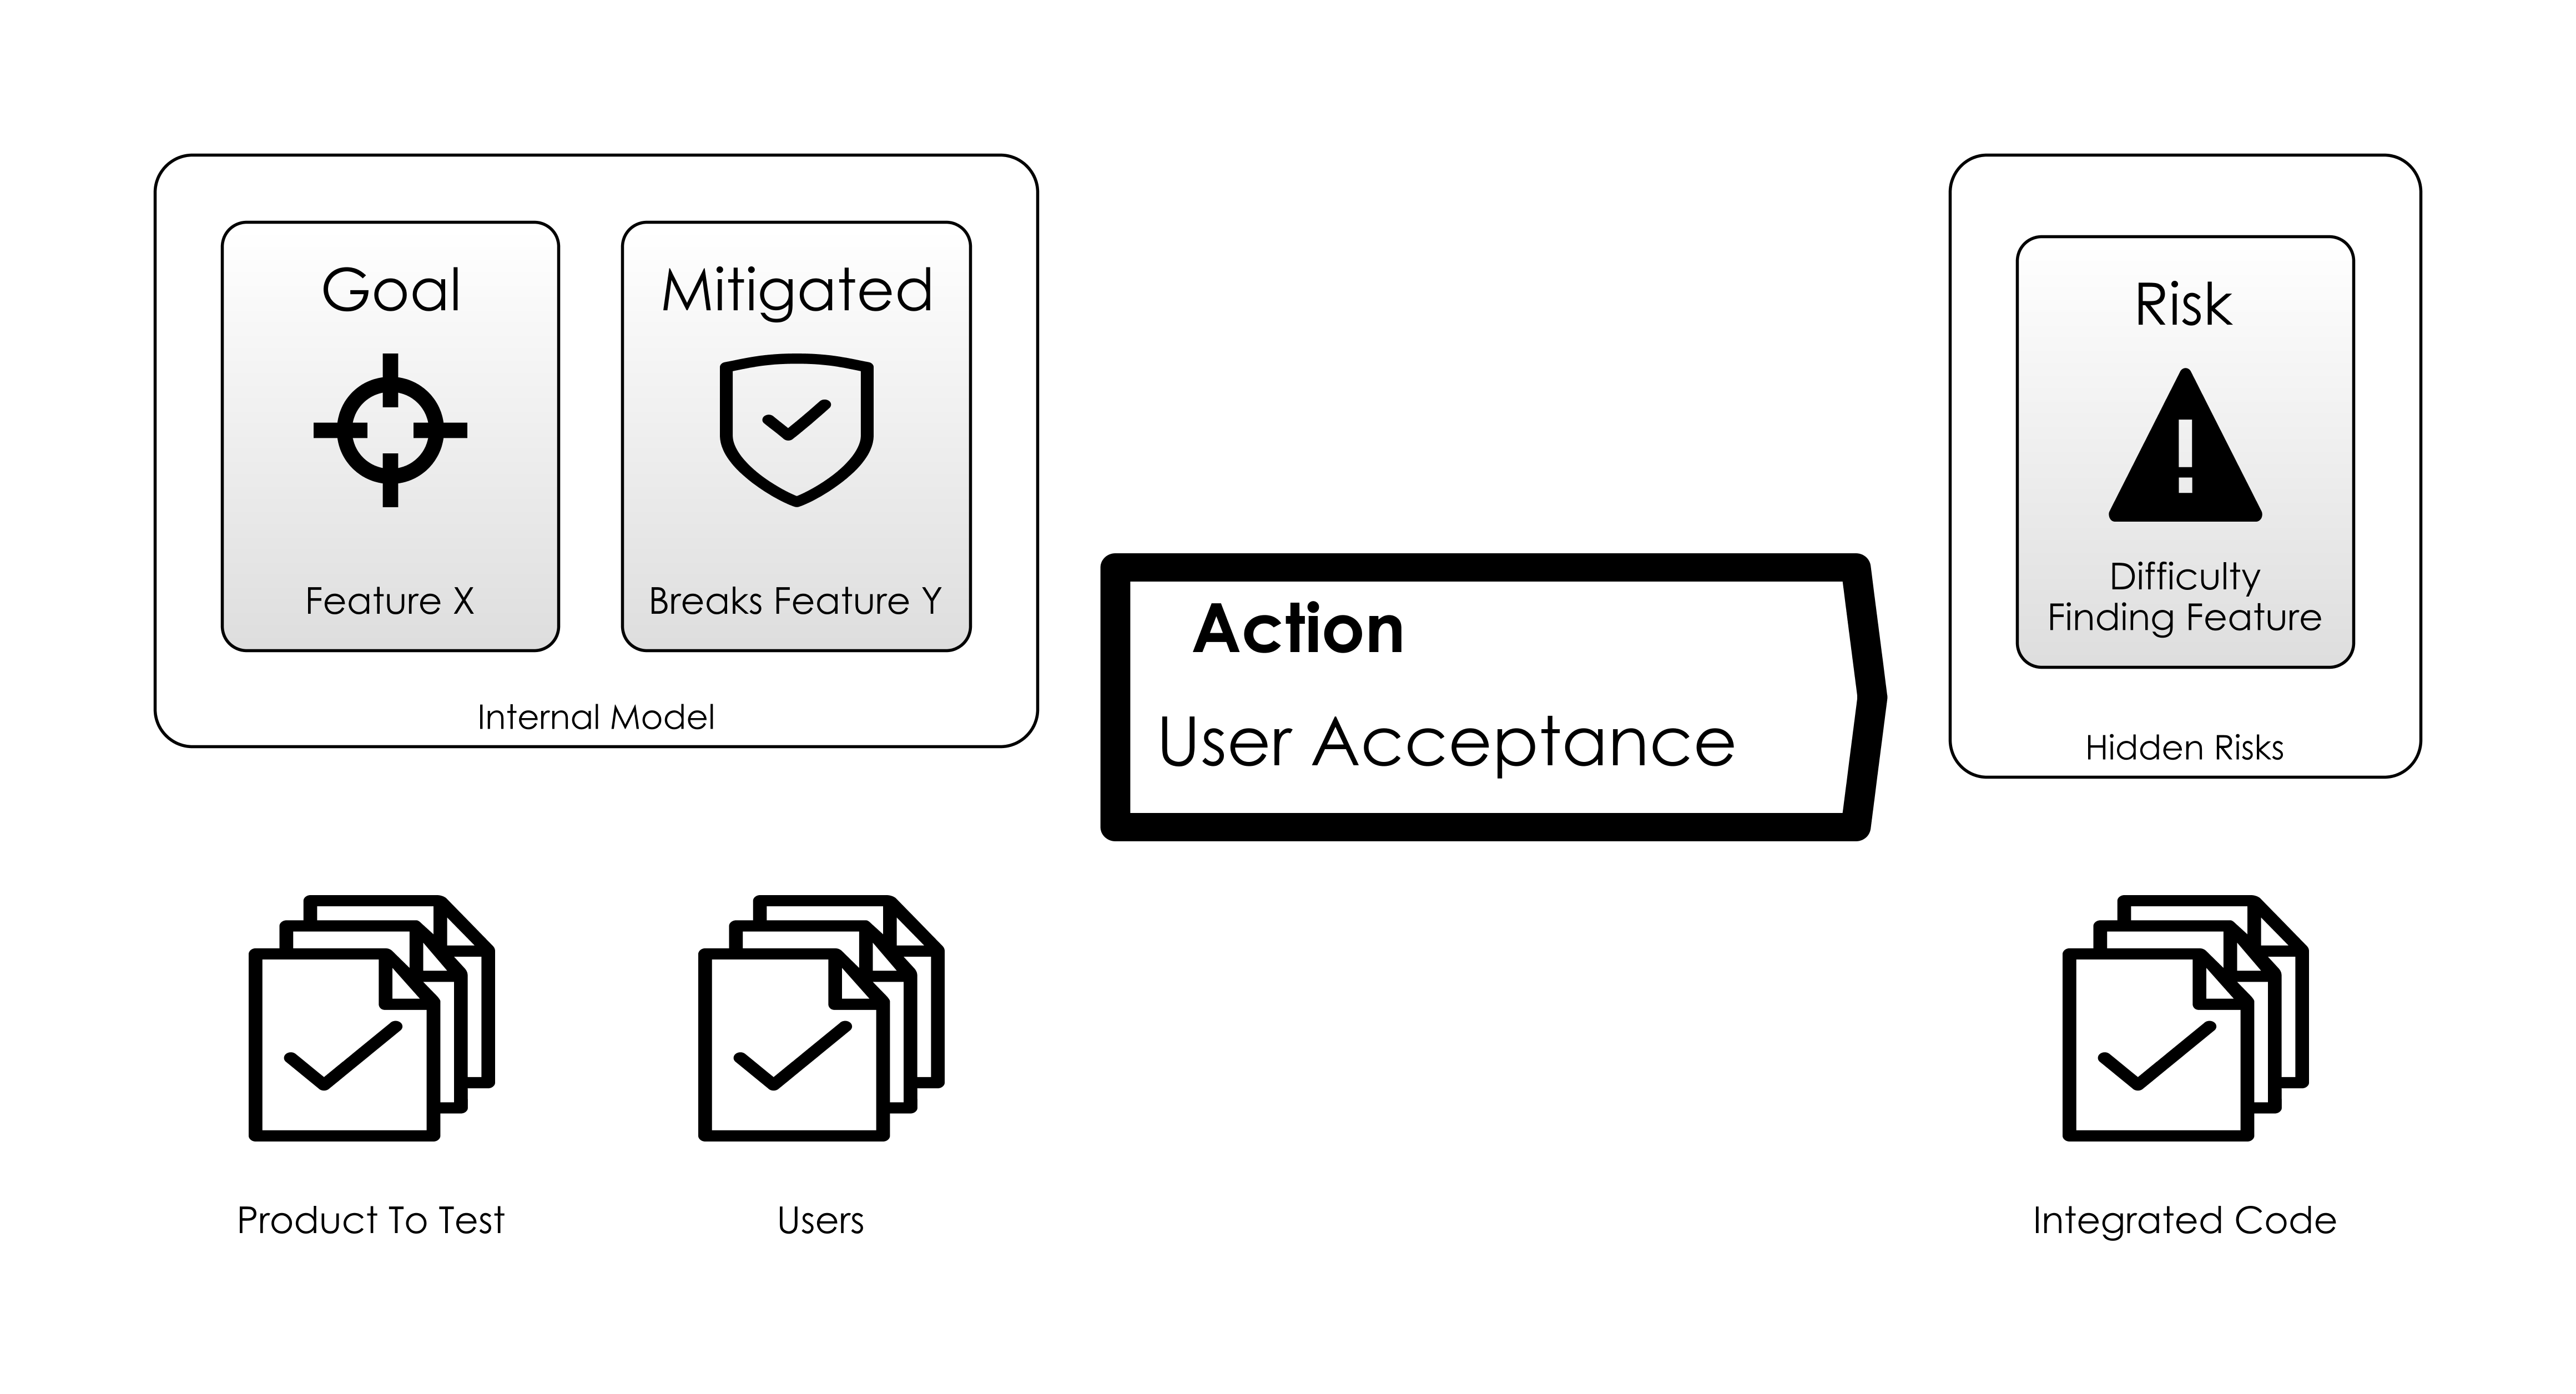 Goal
Feature X
Mitigated
Breaks Feature Y
Internal Model
Product To Test
Users
Action
User Acceptance
Risk
Difficulty
Finding Feature
Hidden Risks
Integrated Code